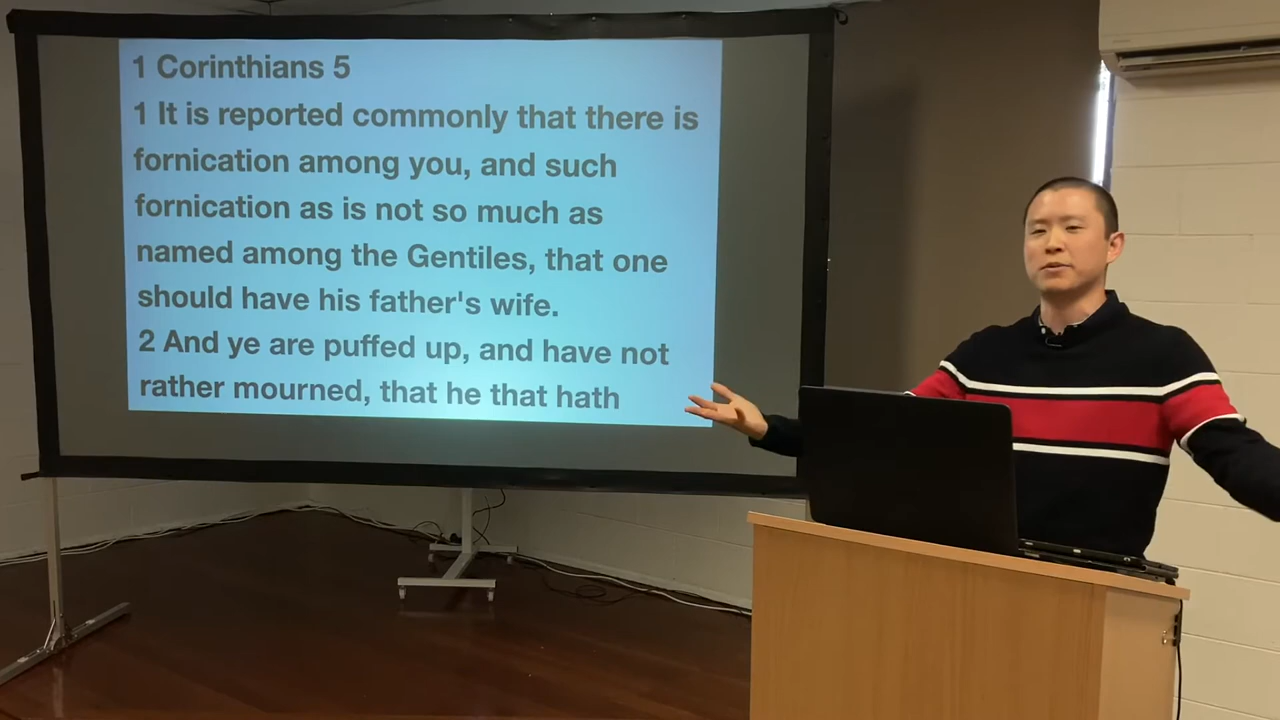 1 Corinthians 5
1 It is reported commonly that there is
fornication among you, and such
fornication as is not so much as
named among the Gentiles, that one
should have his father's wife.
2 And ye are puffed up, and have not
rather mourned, that he that hath